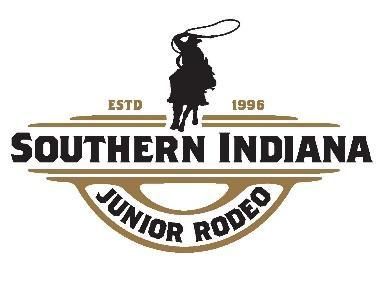 ESTD 1996
SOUTHERN INDIANA
JUNIOR RODEO